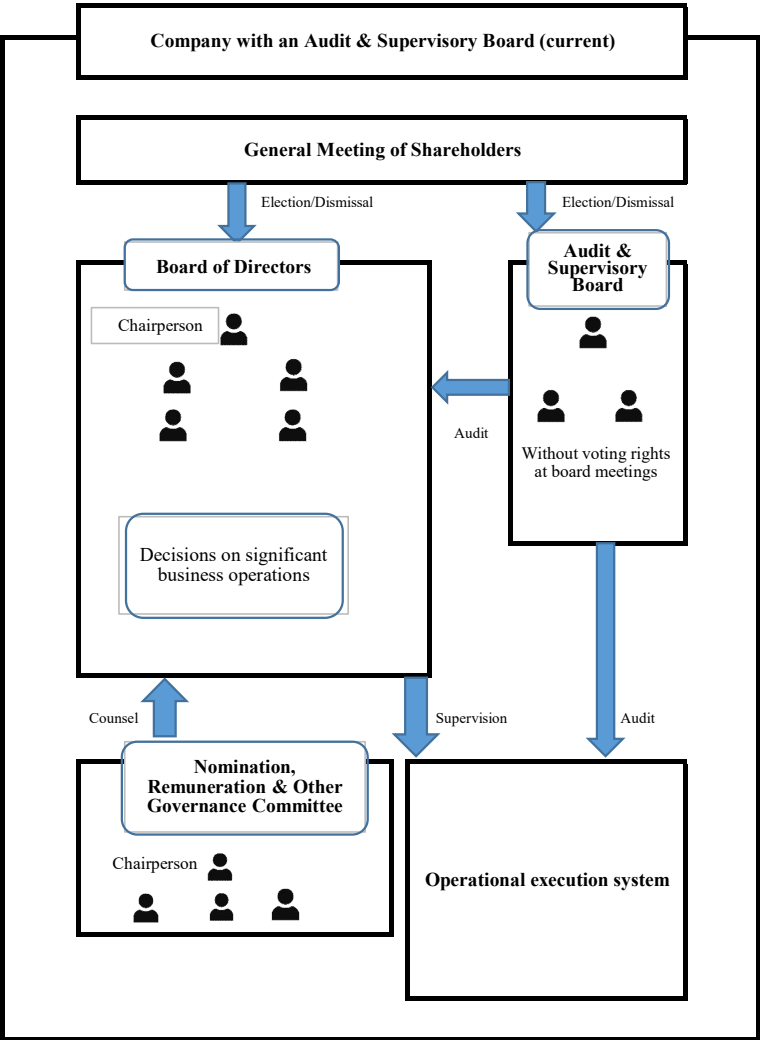 Company with an Audit & Supervisory Board (current)
General Meeting of Shareholders
Election/Dismissal
Election/Dismissal
Board of Directors
Audit &
Supervisory
Board
Chairperson
Audit
Without voting rights
at board meetings
Decisions on significant
business operations
Counsel
Supervision
Audit
Nomination,
Remuneration & Other
Governance Committee
Chairperson
Operational execution system